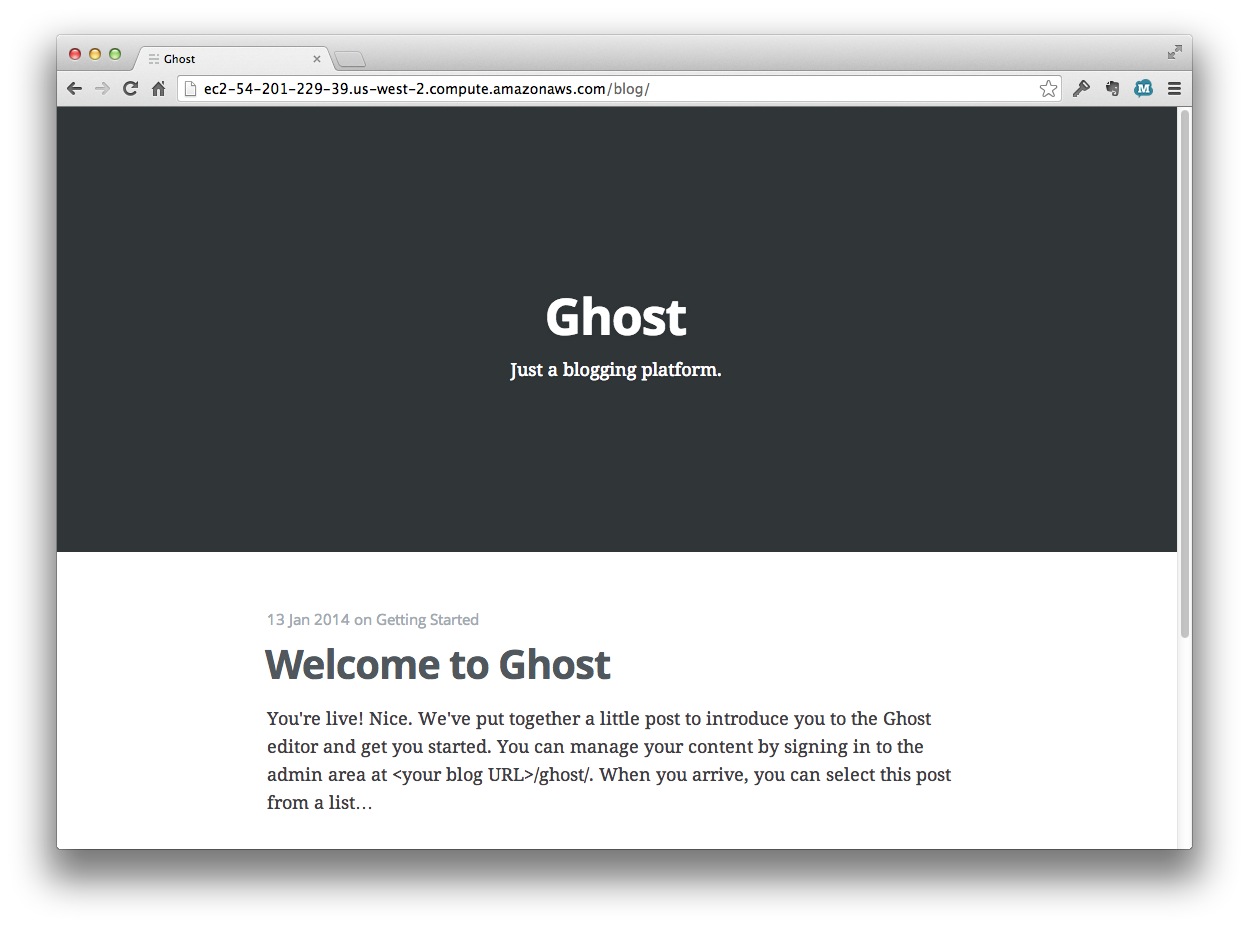 Ghost
ec2-54-201-229-39.us-west-2.compute.amazonaws.com/blog/
M
Ghost
Just a blogging platform.
13 Jan 2014 on Getting Started
Welcome to Ghost
You're live! Nice. We've put together a little post to introduce you to the Ghost
editor and get you started. You can manage your content by signing in to the
admin area at <your blog URL>/ghost/. When you arrive, you can select this post
from a list…